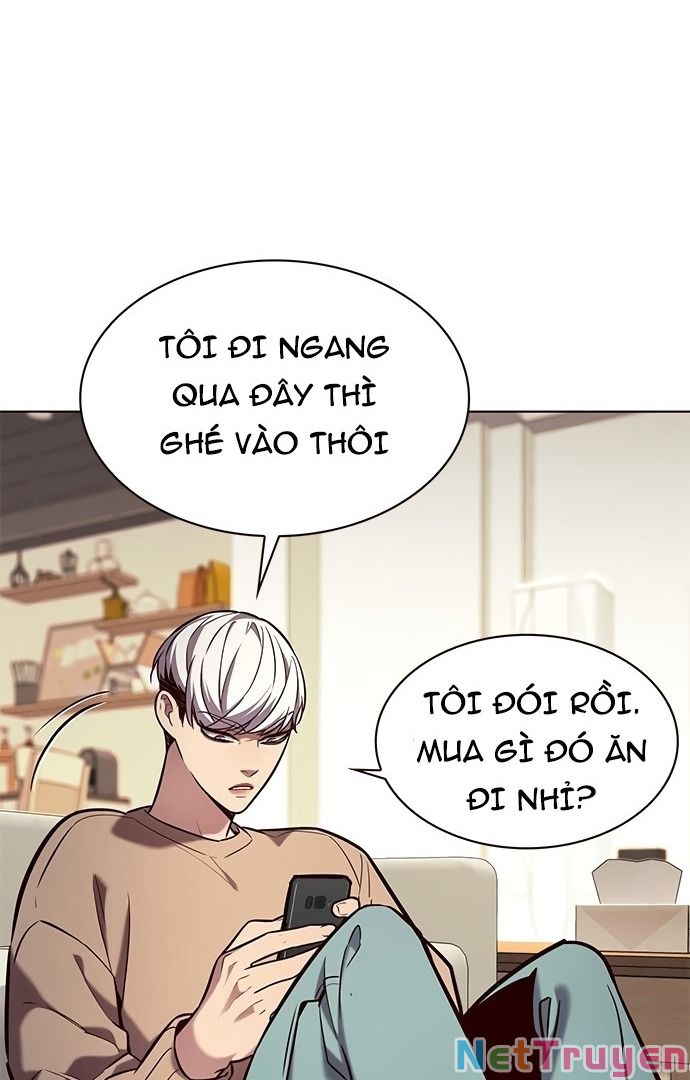 TÔI ĐI NGANG
QUA ĐÂY THÌ
GHÉ VÀO THÔI
TÔI ĐÓI RỒI.
MUA GÌ ĐÓ ĂN
ĐI NHỈ?
NetTruyen